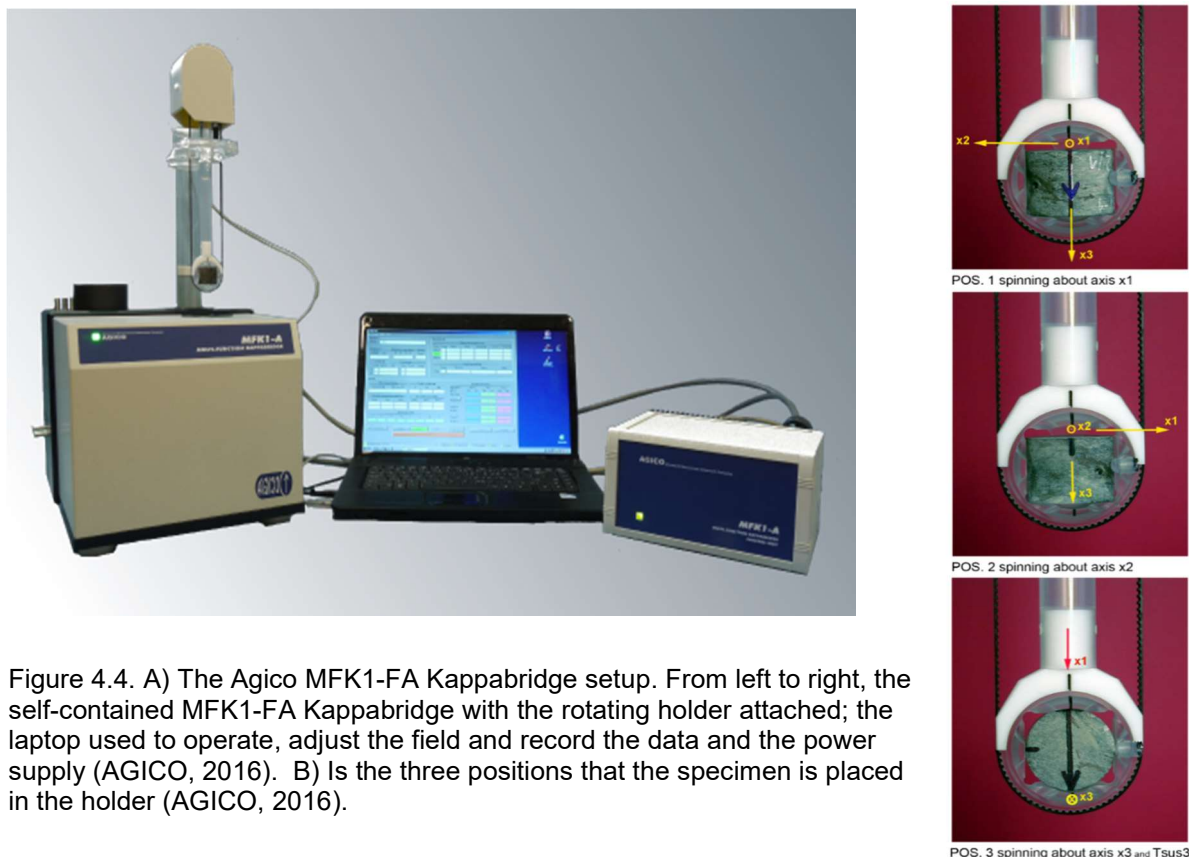 MFK1-A
MULTI-FUNCTION KAPPABRIDGE
AGICO
AGICO
MFK1-A
x1
x2
x3
POS. 1 spinning about axis x1
x2
x1
x3
POS. 2 spinning about axis x2
x1
x3
POS. 3 spinning about axis x3 and Tsus3
Figure 4.4. A) The Agico MFK1-FA Kappabridge setup. From left to right, the
self-contained MFK1-FA Kappabridge with the rotating holder attached; the
laptop used to operate, adjust the field and record the data and the power
supply (AGICO, 2016).  B) Is the three positions that the specimen is placed
in the holder (AGICO, 2016).